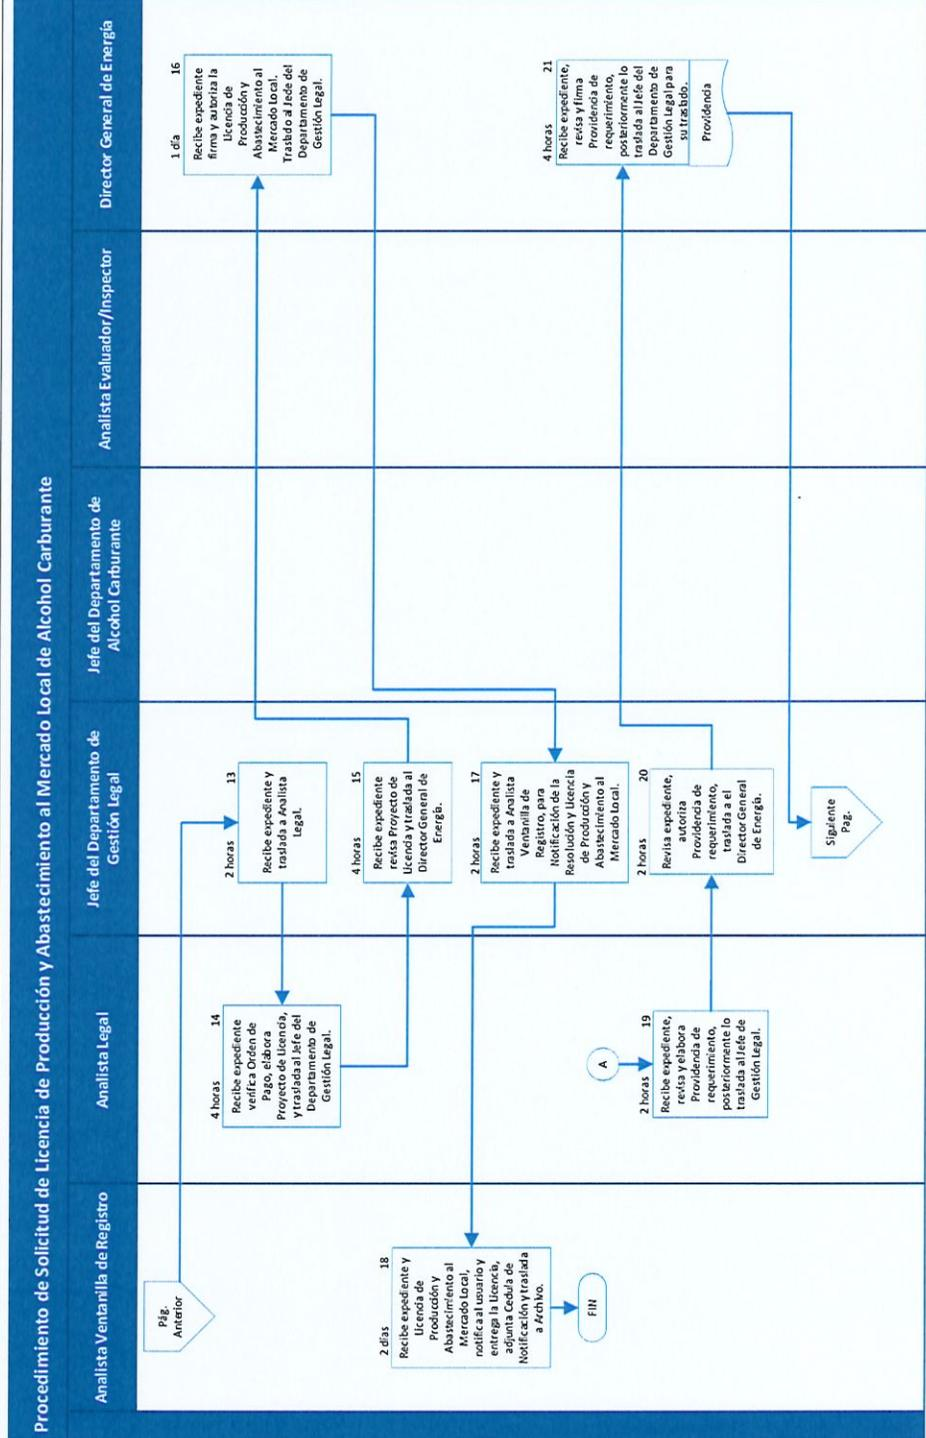 Procedimiento de Solicitud de Licencia de Producción y Abastecimiento al Mercado Local de Alcohol Carburante
Analista Ventanilla de Registro
Analista Legal
Jefe del Departamento de
Gestión Legal
Jefe del Departamento de
Alcohol Carburante
Analista Evaluador/Inspector
Director General de Energía
Pág.
Anterior
2 horas
13
Recibe expediente y
traslada a Analista
Legal.
4 horas
14
Recibe expediente
verifica Orden de
Pago, elabora
Proyecto de Licencia,
y traslada al Jefe del
Departamento de
Gestión Legal.
4 horas
15
Recibe expediente
revisa Proyecto de
Licencia y traslada al
Director General de
Energía.
1 día
16
Recibe expediente
firma y autoriza la
Licencia de
Producción y
Abastecimiento al
Mercado Local.
Traslado al Jede del
Departamento de
Gestión Legal.
2 horas
17
Recibe expediente y
traslada a Analista
Ventanilla de
Registro, para
Notificación de la
Resolución y Licencia
de Producción y
Abastecimiento al
Mercado Local.
2 días
18
Recibe expediente y
Licencia de
Producción y
Abastecimiento al
Mercado Local,
notifica al usuario y
entrega la Licencia,
adjunta Cedula de
Notificación y traslada
a Archivo.
FIN
A
2 horas
19
Recibe expediente,
revisa y elabora
Providencia de
requerimiento,
posteriormente lo
traslada al Jefe de
Gestión Legal.
2 horas
20
Revisa expediente,
autoriza
Providencia de
requerimiento,
traslada a el
Director General
de Energía.
4 horas
21
Recibe expediente,
revisa y firma
Providencia de
requerimiento,
posteriormente lo
traslada al Jefe del
Departamento de
Gestión Legal para
su traslado.
Providencia
Siguiente
Pag.